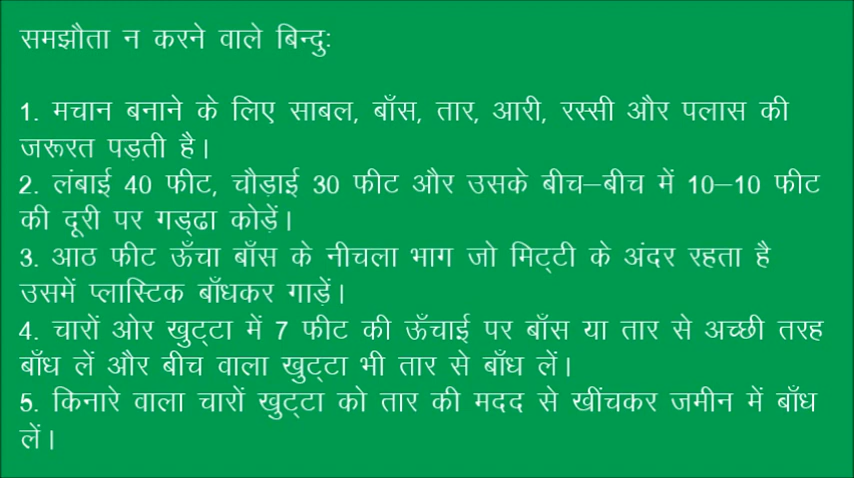 समझौता न करने वाले बिन्दु:
1. मचान बनाने के लिए साबल, बाँस, तार, आरी, रस्सी और पलास की
जरूरत पड़ती है।
2. लंबाई 40 फीट, चौड़ाई 30 फीट और उसके बीच–बीच में 10–10 फीट
की दूरी पर गड्ढा कोड़ें।
3. आठ फीट ऊँचा बाँस के नीचला भाग जो मिट्टी के अंदर रहता है
उसमें प्लास्टिक बाँधकर गाड़ें।
4. चारों ओर खुट्टा में 7 फीट की ऊँचाई पर बाँस या तार से अच्छी तरह
बाँध लें और बीच वाला खुट्टा भी तार से बाँध लें।
5. किनारे वाला चारों खुट्टा को तार की मदद से खींचकर जमीन में बाँध
लें।